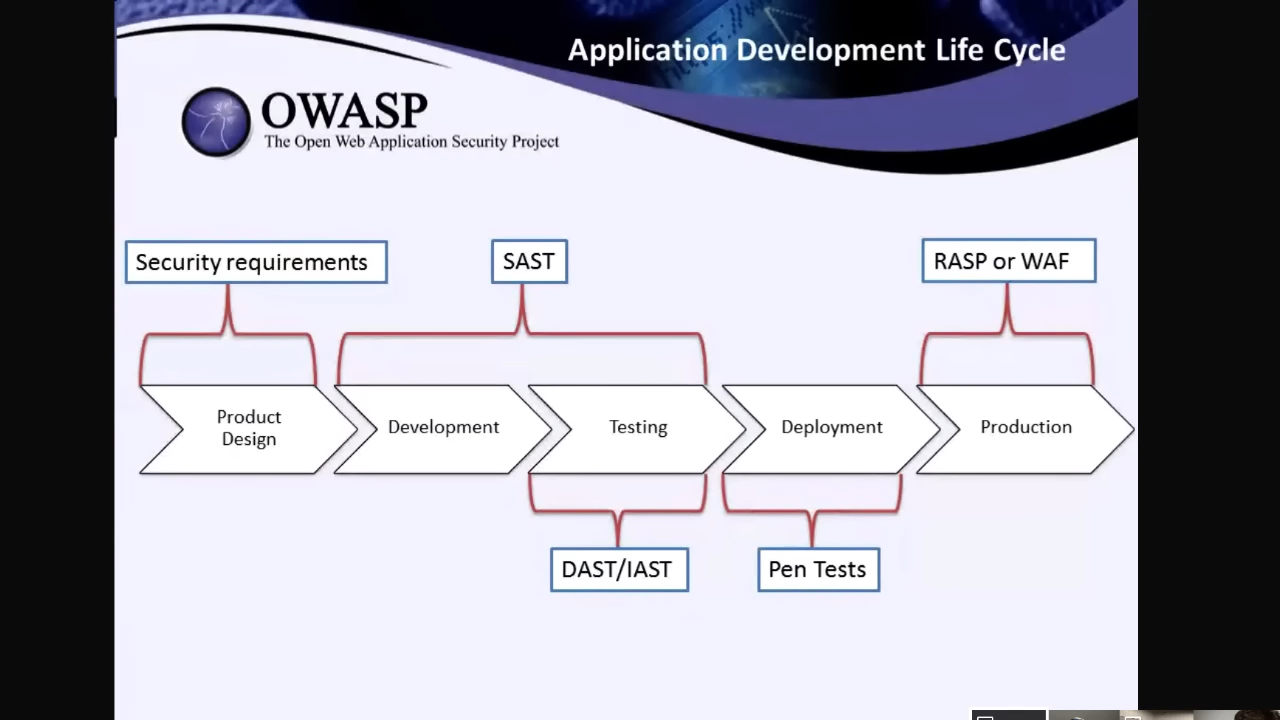 Application Development Life Cycle
OWASP
The Open Web Application Security Project
Security requirements
SAST
RASP or WAF
Product
Design
Development
Testing
Deployment
Production
DAST/IAST
Pen Tests